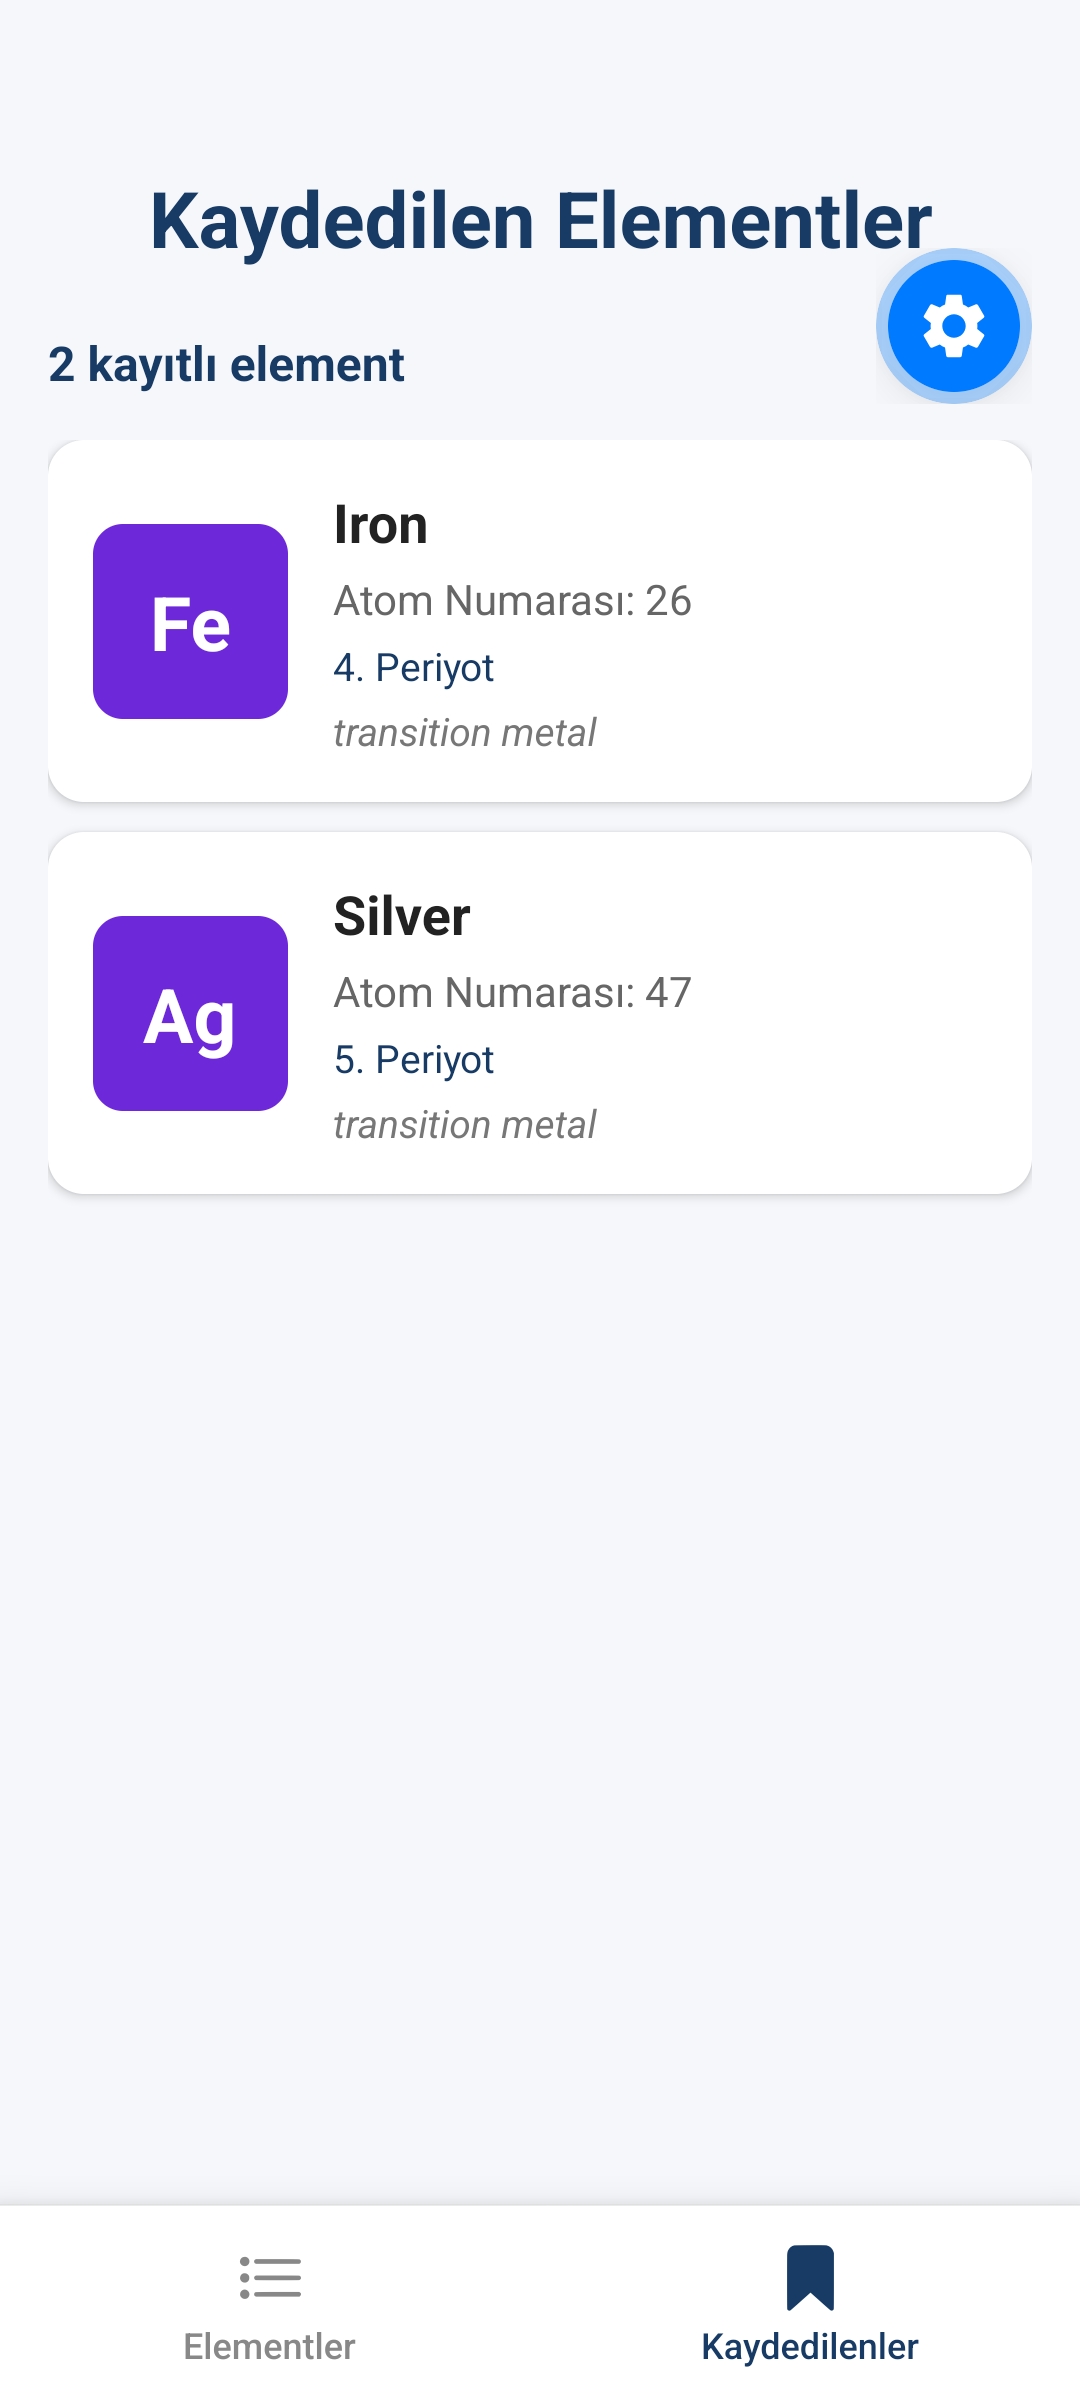 Kaydedilen Elementler
2 kayıtlı element
Fe
Iron
Atom Numarası: 26
4. Periyot
transition metal
Ag
Silver
Atom Numarası: 47
5. Periyot
transition metal
Elementler
Kaydedilenler